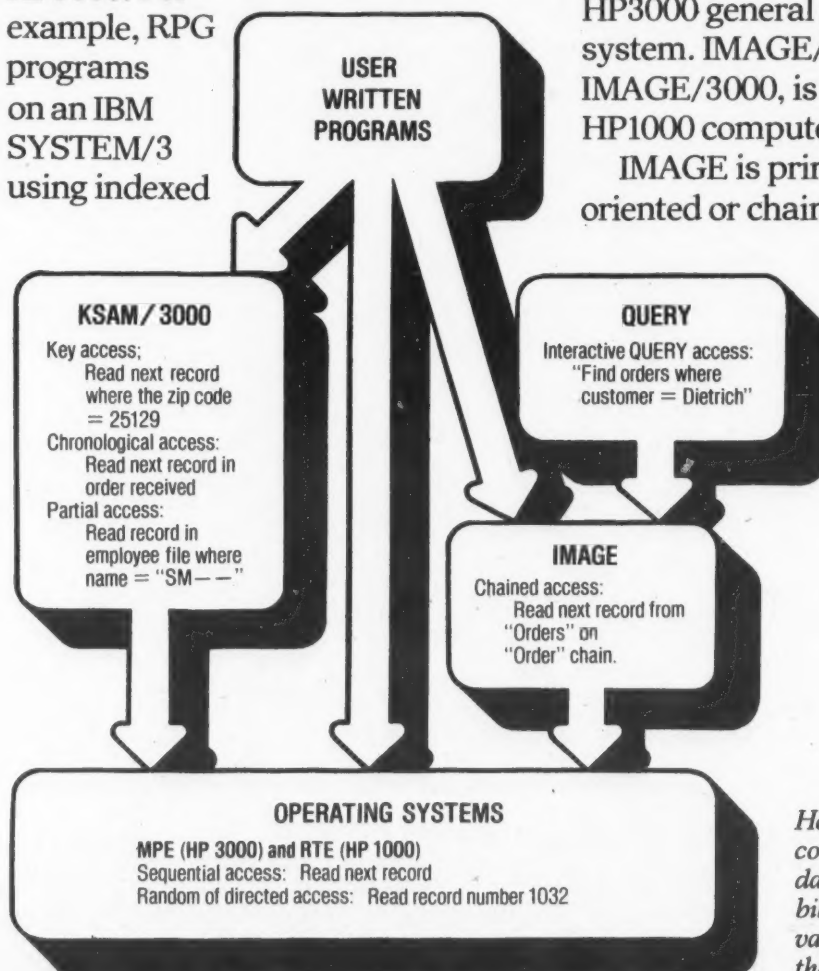 example, RPG
programs
on an IBM
SYSTEM/3
using indexed
HP3000 general
system. IMAGE/
IMAGE/3000, is
HP1000 compute
IMAGE is prin
oriented or chain
USER
WRITTEN
PROGRAMS
KSAM/3000
Key access;
Read next record
where the zip code
= 25129
Chronological access:
Read next record in
order received
Partial access:
Read record in
employee file where
name = “SM— —”
QUERY
Interactive QUERY access:
“Find orders where
customer = Dietrich”
IMAGE
Chained access:
Read next record from
“Orders” on
“Order” chain.
OPERATING SYSTEMS
MPE (HP 3000) and RTE (HP 1000)
Sequential access: Read next record
Random of directed access: Read record number 1032
He
co
da
bil
va
th